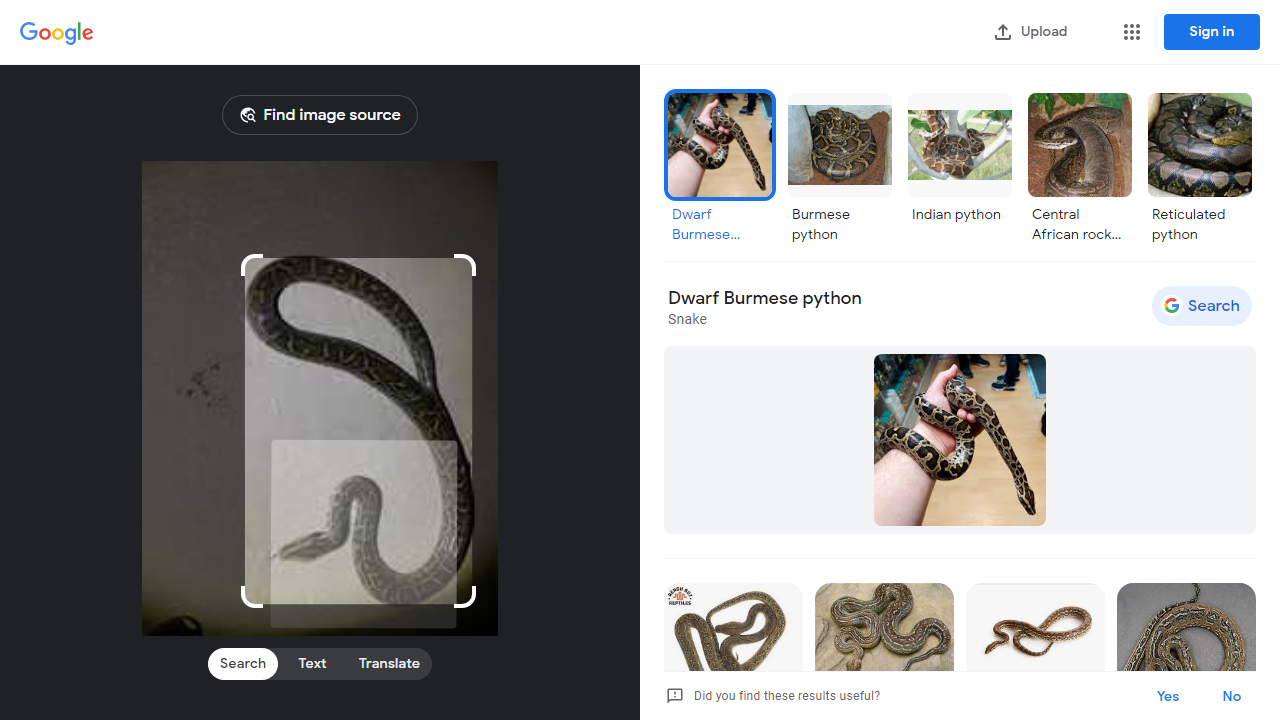 Google
Upload
Sign in
Find image source
Search
Text
Translate
Dwarf
Burmese...
Burmese
python
Indian python
Central
African rock...
Reticulated
python
Dwarf Burmese python
Snake
Search
REPTILES
Did you find these results useful?
Yes
No